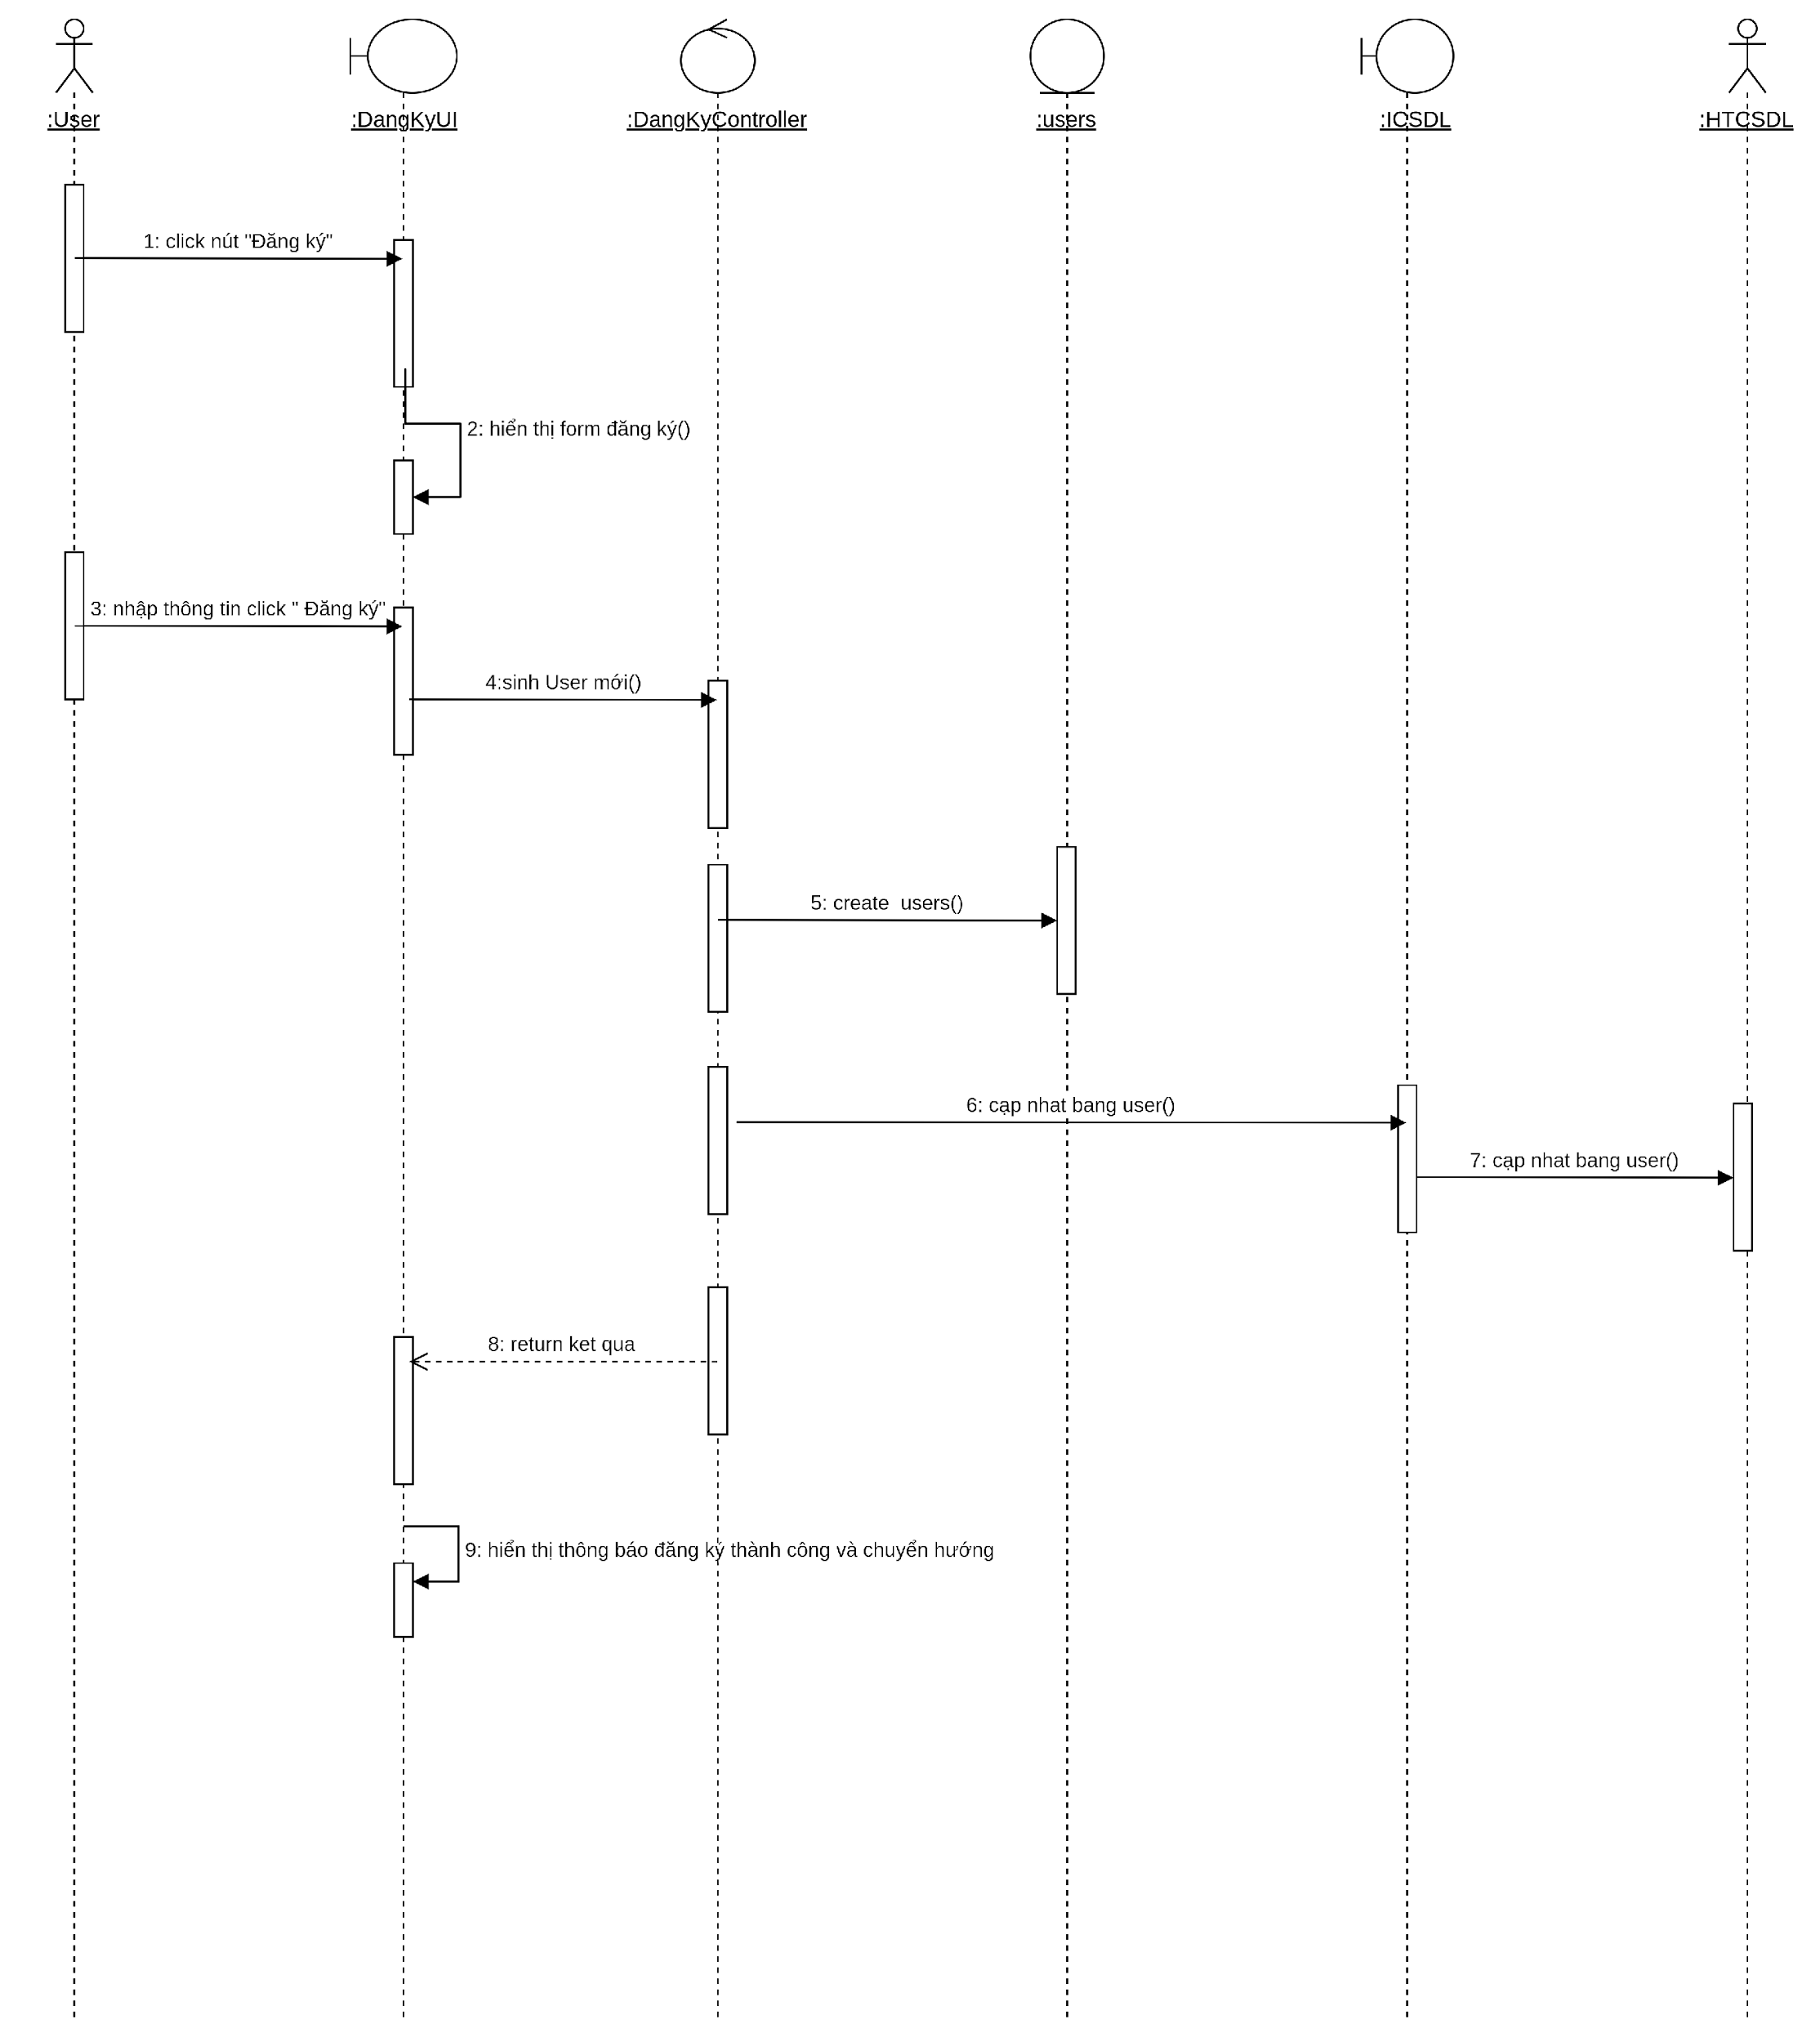 :User
:DangKyUI
:DangKyController
:users
:ICSDL
:HTCSDL
1: click nút "Đăng ký"
2: hiển thị form đăng ký()
3: nhập thông tin click " Đăng ký"
4:sinh User mới()
5: create  users()
6: cạp nhat bang user()
7: cạp nhat bang user()
8: return ket qua
9: hiển thị thông báo đăng ký thành công và chuyển hướng